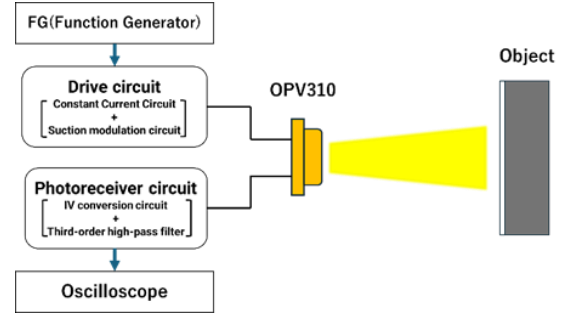 FG(Function Generator)
Drive circuit
Constant Current Circuit
+
Suction modulation circuit
Photoreceiver circuit
IV conversion circuit
+
Third-order high-pass filter
Oscilloscope
OPV310
Object